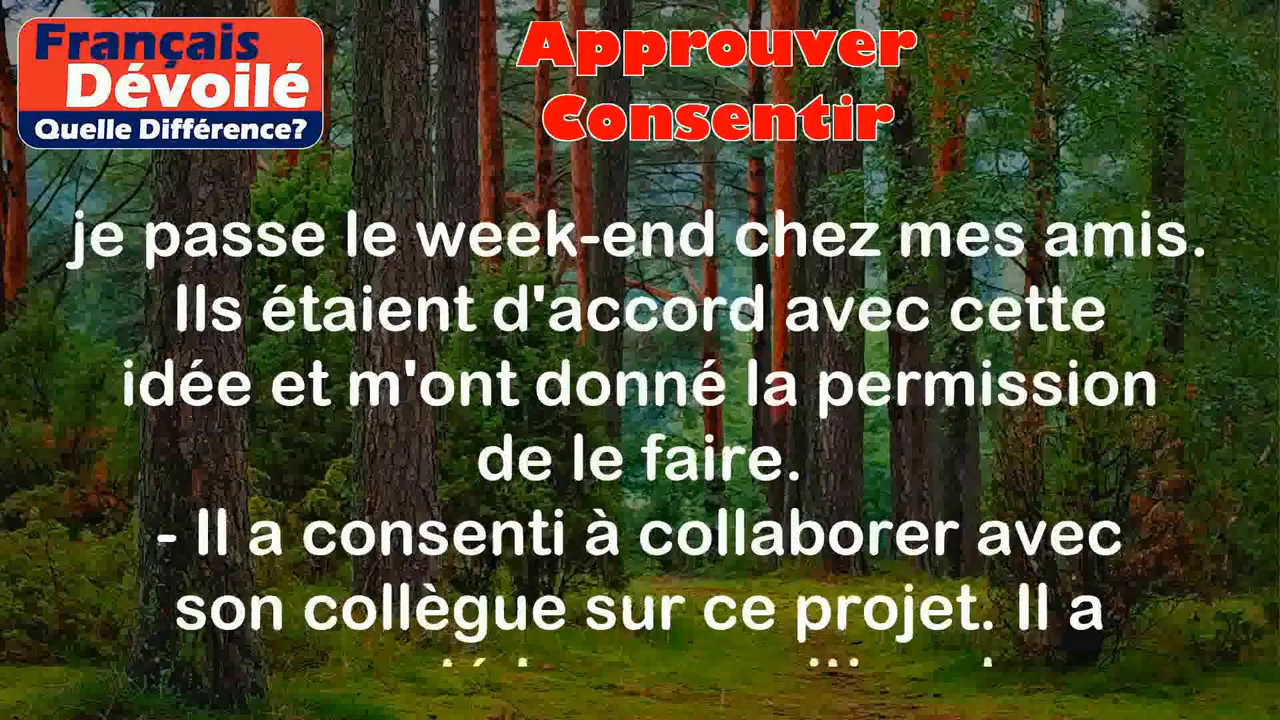 Français
Dévoilé
Quelle Différence?
Approuver
Consentir
je passe le week-end chez mes amis.
Ils étaient d'accord avec cette
idée et m'ont donné la permission
de le faire.
- Il a consenti à collaborer avec
son collègue sur ce projet. Il a